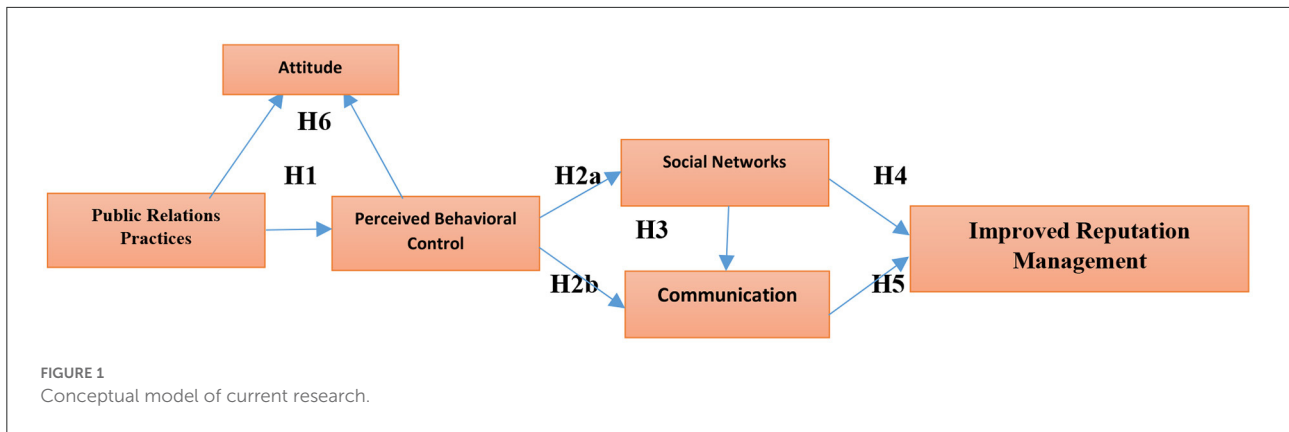 Attitude
H6
H1
Public Relations
Practices
Perceived Behavioral
Control
H2a
H2b
Social Networks
H3
Communication
H4
H5
Improved Reputation
Management
FIGURE 1
Conceptual model of current research.